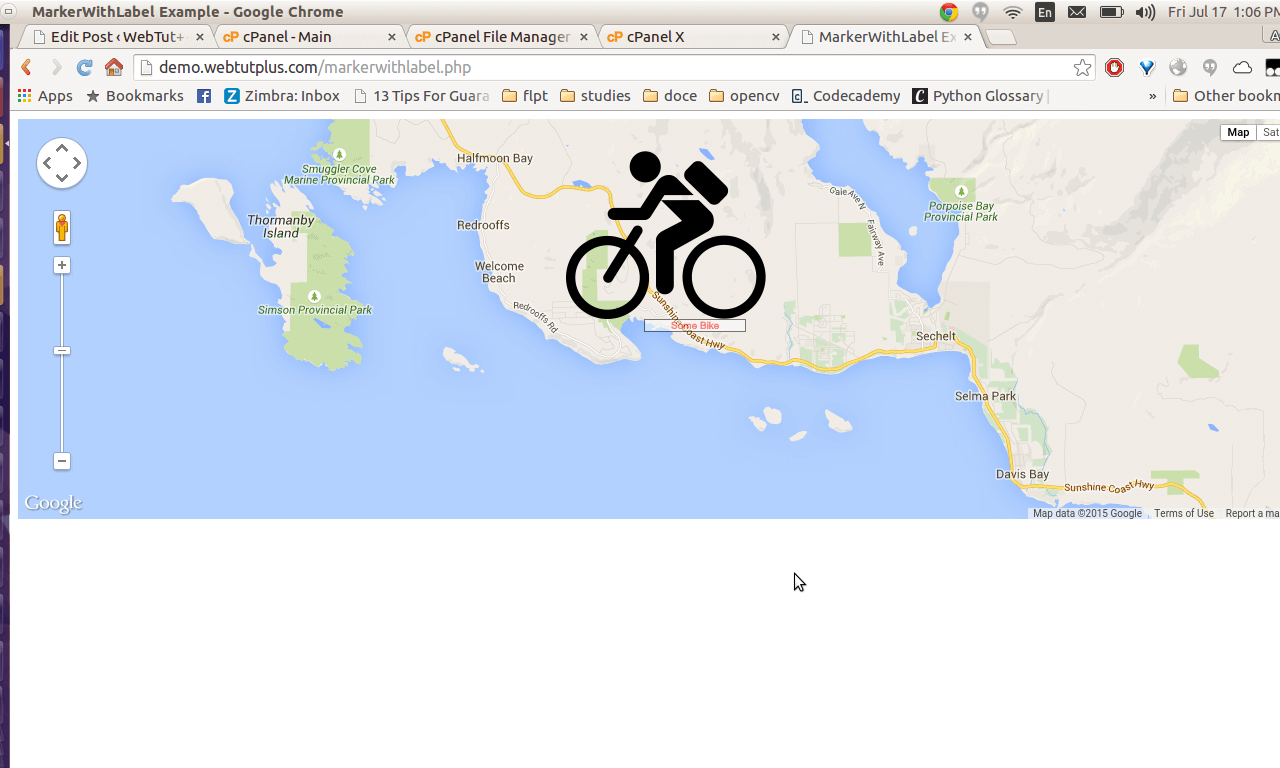 MarkerWithLabel Example - Google Chrome
En
Fri Jul 17 1:06 PM
Edit Post ‹ WebTut+
cP cPanel - Main
cP cPanel File Manager
cP cPanel X
MarkerWithLabel Ex
demo.webtutplus.com/markerwithlabel.php
Apps
Bookmarks
Zimbra: Inbox
13 Tips For Guara
flpt
studies
doce
opencv
Codecademy
Python Glossary
»
Other bookm
Map
Sat
Halfmoon Bay
Smuggler Cove
Marine Provincial Park
Gale Ave N
Porpoise Bay
Provincial Park
Thormanby
Island
Redrooffs
Fairway Ave
Welcome
Beach
Simson Provincial Park
Redrooffs Rd
Sunshine Coast Hwy
Some Bike
Sechelt
Selma Park
Davis Bay
Sunshine Coast Hwy
Google
Map data ©2015 Google
Terms of Use
Report a ma